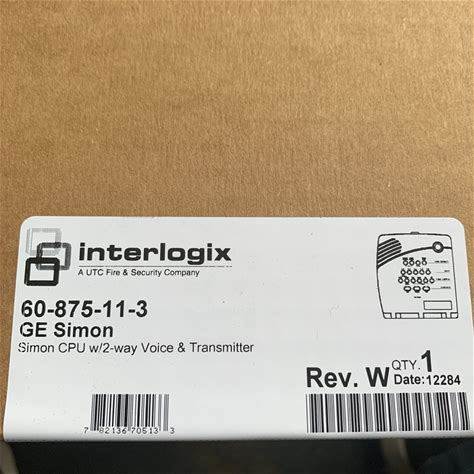 interlogix
A UTC Fire & Security Company
60-875-11-3
GE Simon
Simon CPU w/2-way Voice & Transmitter
Rev. W
QTY. 1
Date: 12284
7 82136 70513 3